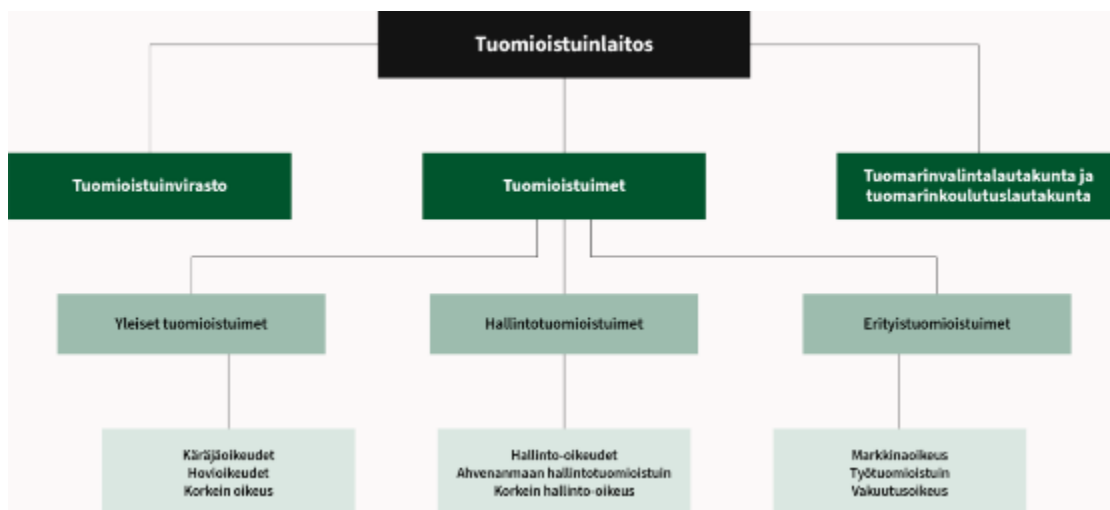 Tuomioistuinlaitos
Tuomioistuinvirasto
Tuomioistuimet
Tuomarinvalintalautakunta ja
tuomarinkoulutuslautakunta
Yleiset tuomioistuimet
Hallintotuomioistuimet
Erityistuomioistuimet
Käräjäoikeudet
Hovioikeudet
Korkein oikeus
Hallinto-oikeudet
Ahvenanmaan hallintotuomioistuin
Korkein hallinto-oikeus
Markkinaoikeus
Työtuomioistuin
Vakuutusoikeus